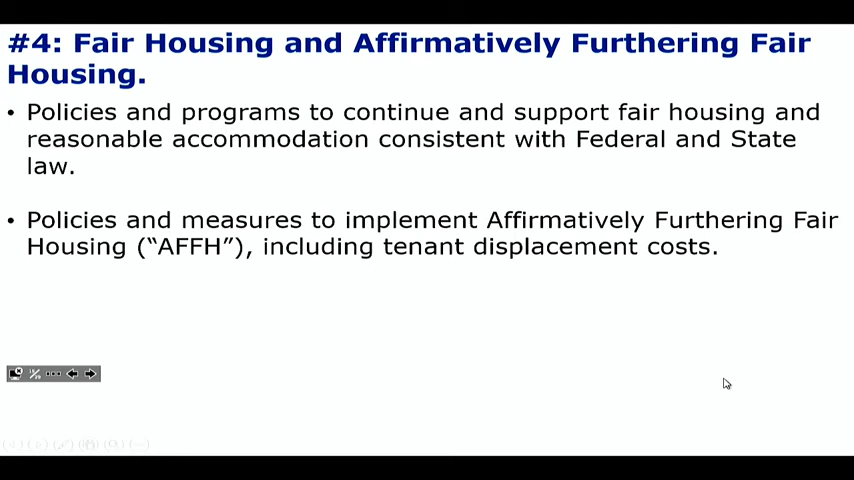 #4: Fair Housing and Affirmatively Furthering Fair
Housing.
• Policies and programs to continue and support fair housing and
reasonable accommodation consistent with Federal and State
law.
• Policies and measures to implement Affirmatively Furthering Fair
Housing (“AFFH”), including tenant displacement costs.